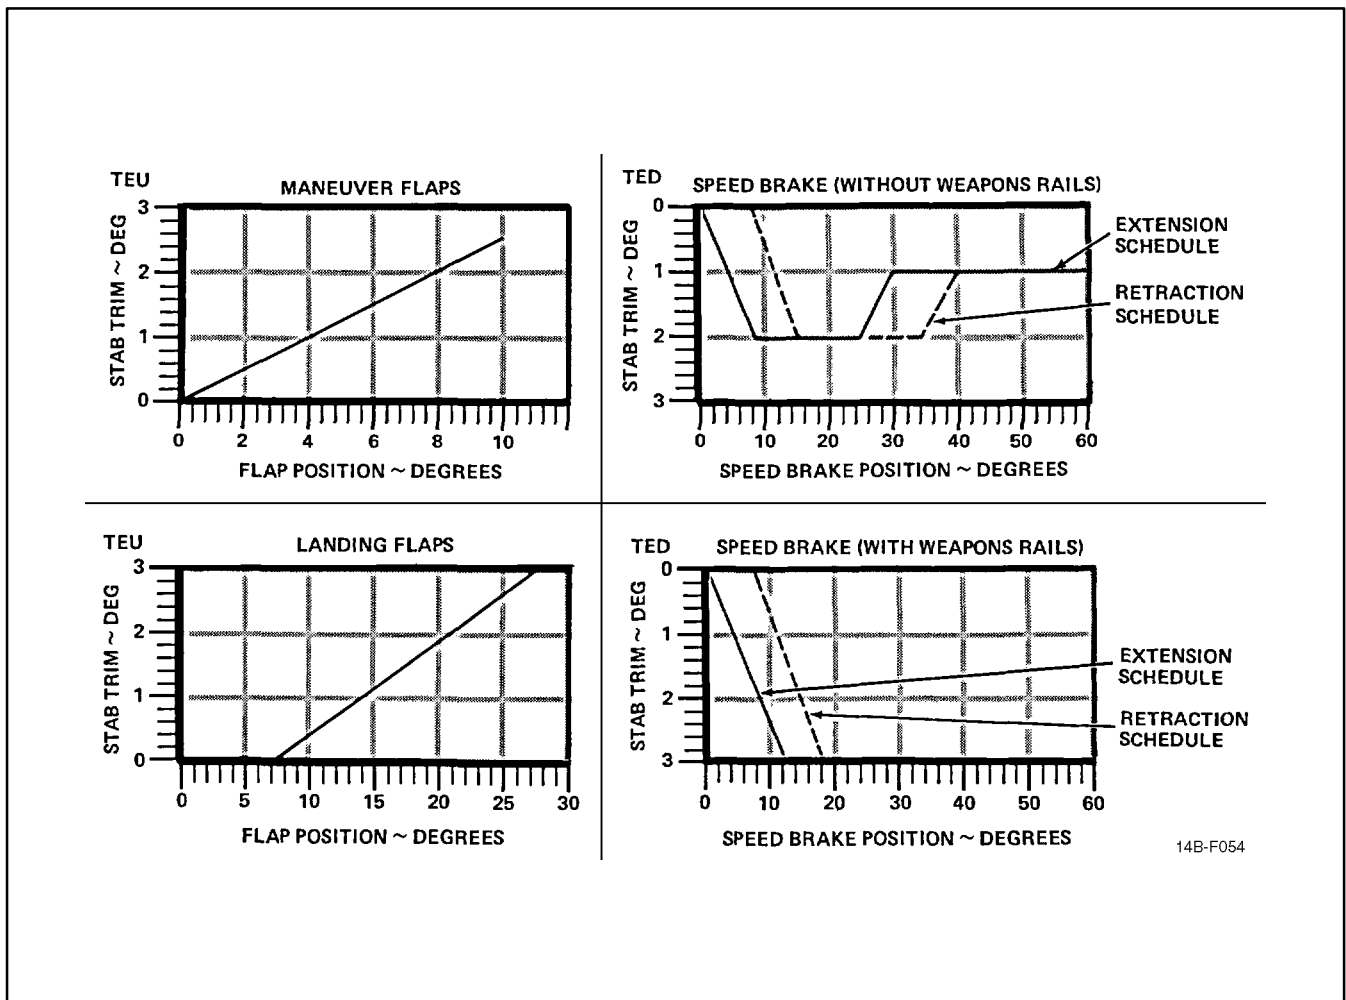 TEU
MANEUVER FLAPS
3
2
1
0
STAB TRIM ~ DEG
0 2 4 6 8 10
FLAP POSITION ~ DEGREES
TED
SPEED BRAKE (WITHOUT WEAPONS RAILS)
0
1
2
3
STAB TRIM ~ DEG
EXTENSION
SCHEDULE
RETRACTION
SCHEDULE
0 10 20 30 40 50 60
SPEED BRAKE POSITION ~ DEGREES
TEU
LANDING FLAPS
3
2
1
0
STAB TRIM ~ DEG
0 5 10 15 20 25 30
FLAP POSITION ~ DEGREES
TED
SPEED BRAKE (WITH WEAPONS RAILS)
0
1
2
3
STAB TRIM ~ DEG
EXTENSION
SCHEDULE
RETRACTION
SCHEDULE
0 10 20 30 40 50 60
SPEED BRAKE POSITION ~ DEGREES
14B-F054